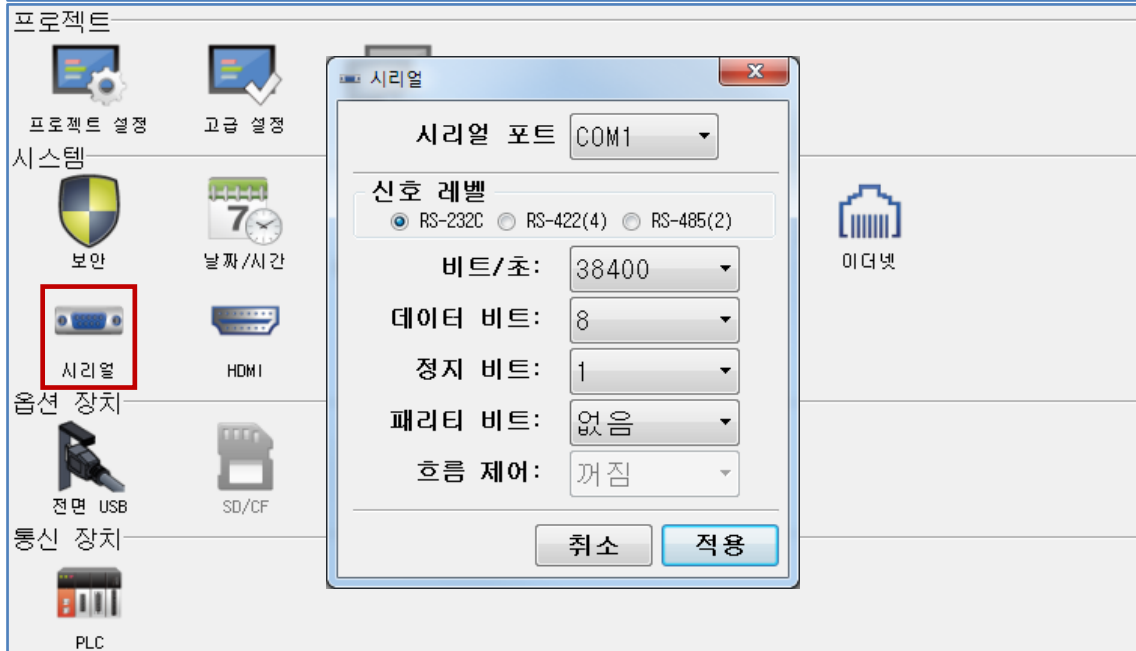 프로젝트
프로젝트 설정
고급 설정
시스템
보안
날짜/시간
7
이더넷
시리얼
HDMI
옵션 장치
전면 USB
SD/CF
통신 장치
PLC
시리얼
시리얼 포트 COM1
신호 레벨
RS-232C RS-422(4) RS-485(2)
비트/초: 38400
데이터 비트: 8
정지 비트: 1
패리티 비트: 없음
흐름 제어: 꺼짐
취소 적용